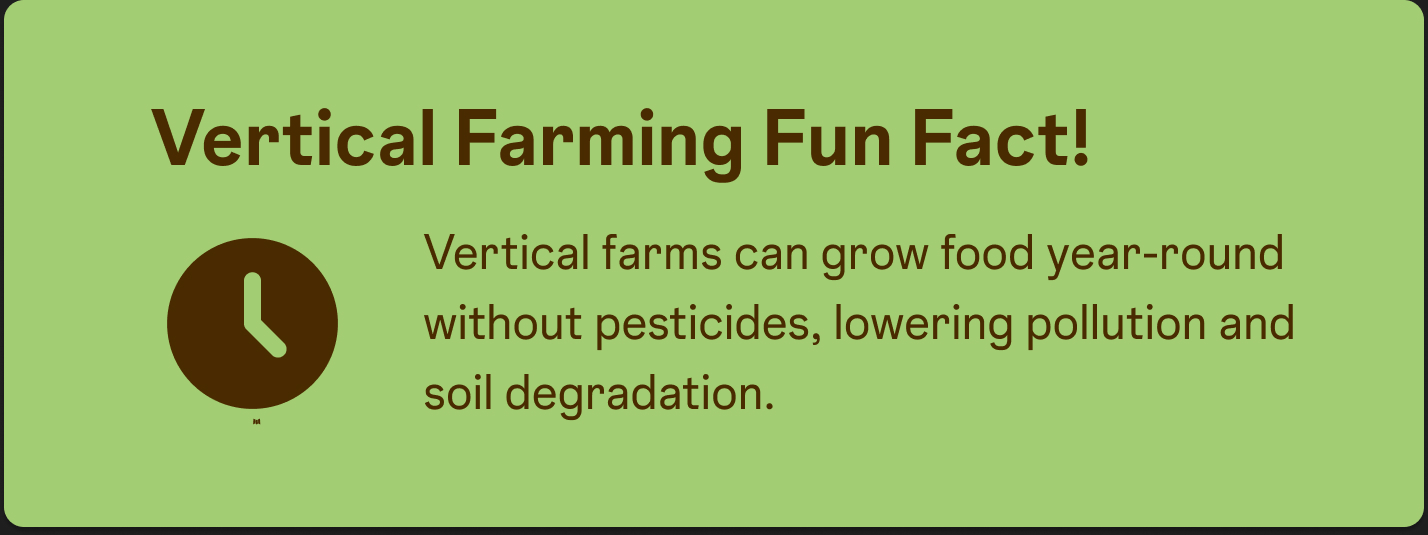 Vertical Farming Fun Fact!
Vertical farms can grow food year-round
without pesticides, lowering pollution and
soil degradation.